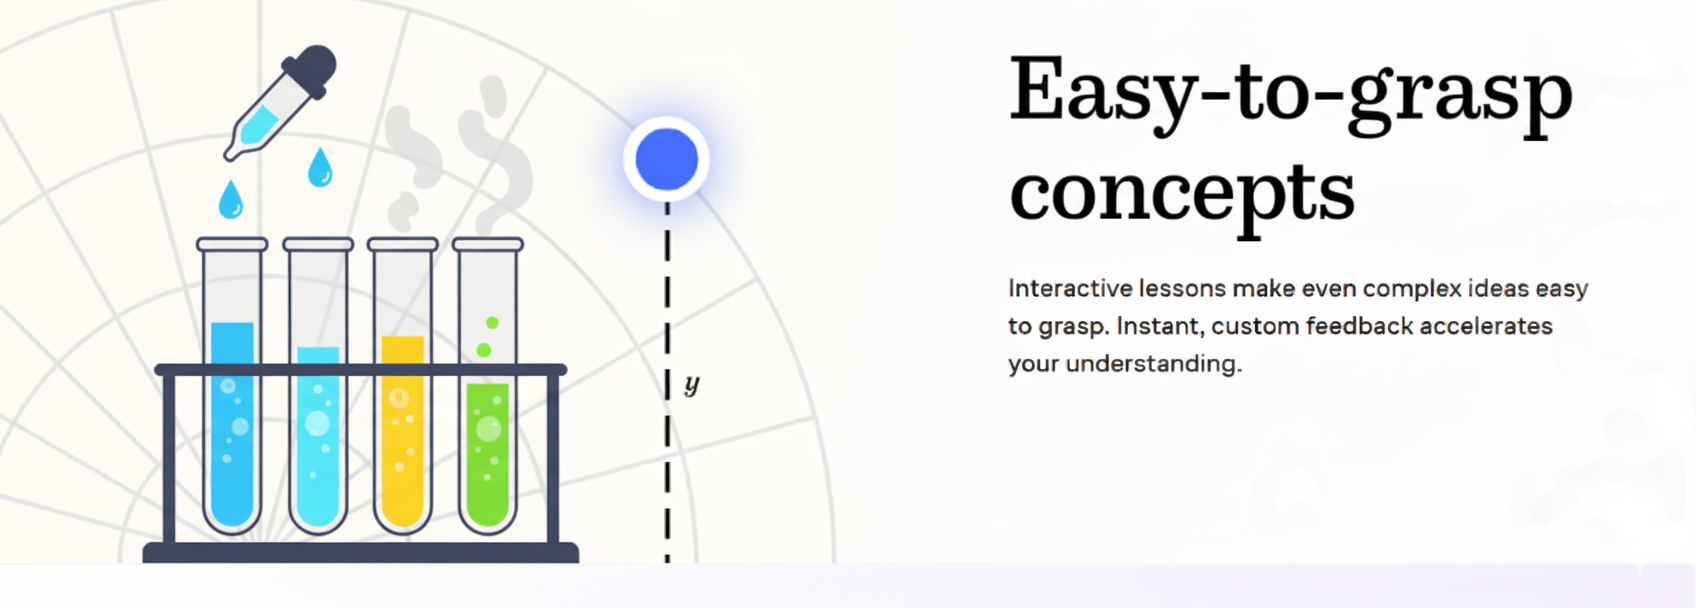 Easy-to-grasp
concepts
Interactive lessons make even complex ideas easy
to grasp. Instant, custom feedback accelerates
your understanding.
y